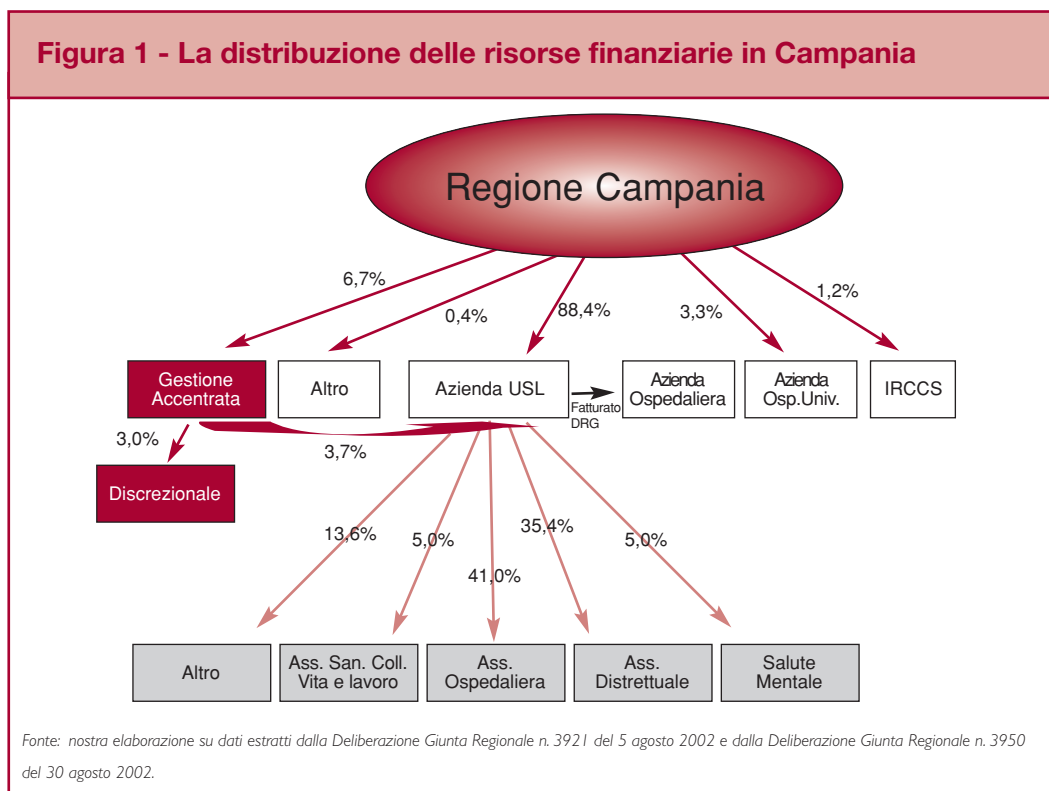 Figura 1 - La distribuzione delle risorse finanziarie in Campania
Regione Campania
6,7%
0,4%
88,4%
3,3%
1,2%
Gestione
Accentrata
Altro
Azienda USL
Fatturato
DRG
Azienda
Ospedaliera
Azienda
Osp.Univ.
IRCCS
3,0%
3,7%
Discrezionale
13,6%
5,0%
41,0%
35,4%
5,0%
Altro
Ass. San. Coll.
Vita e lavoro
Ass.
Ospedaliera
Ass.
Distrettuale
Salute
Mentale
Fonte: nostra elaborazione su dati estratti dalla Deliberazione Giunta Regionale n. 3921 del 5 agosto 2002 e dalla Deliberazione Giunta Regionale n. 3950
del 30 agosto 2002.